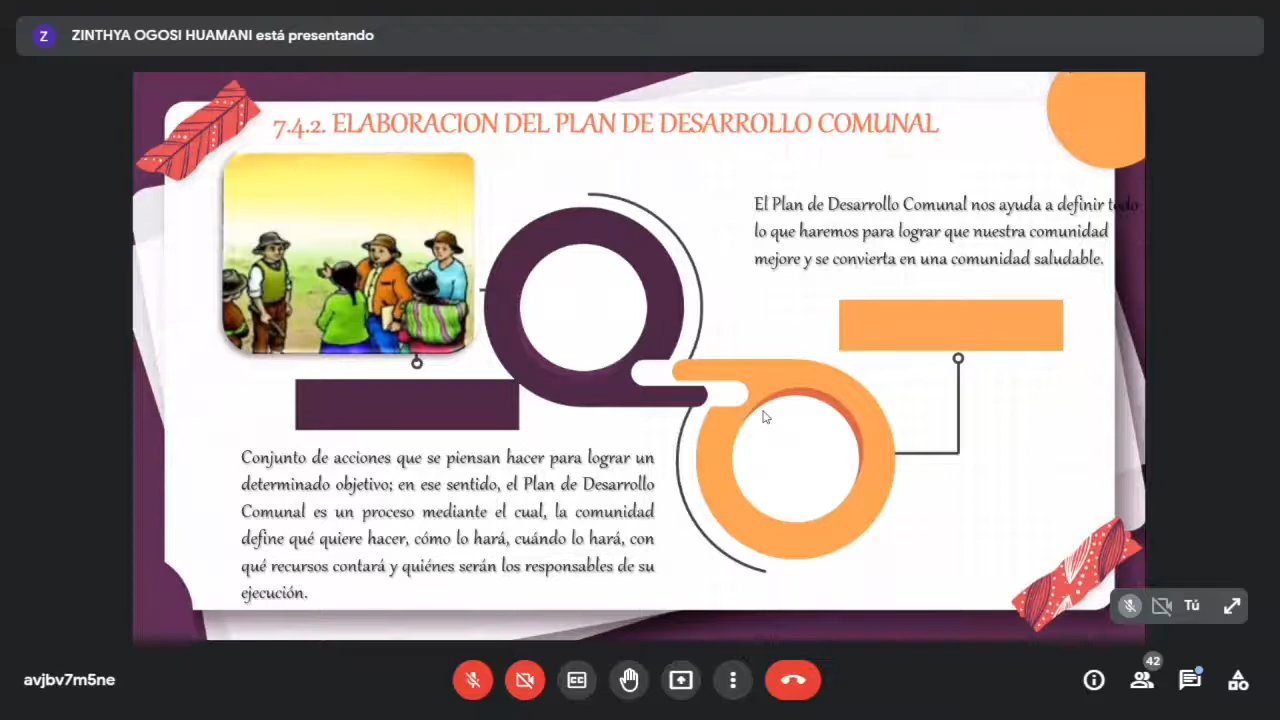 Z ZINTHYA OGOSI HUAMANI está presentando
7.4.2. ELABORACION DEL PLAN DE DESARROLLO COMUNAL
El Plan de Desarrollo Comunal nos ayuda a definir todo
lo que haremos para lograr que nuestra comunidad
mejore y se convierta en una comunidad saludable.
Conjunto de acciones que se piensan hacer para lograr un
determinado objetivo; en ese sentido, el Plan de Desarrollo
Comunal es un proceso mediante el cual, la comunidad
define qué quiere hacer, cómo lo hará, cuándo lo hará, con
qué recursos contará y quiénes serán los responsables de su
ejecución.
Tú
avjbv7m5ne
CC
42